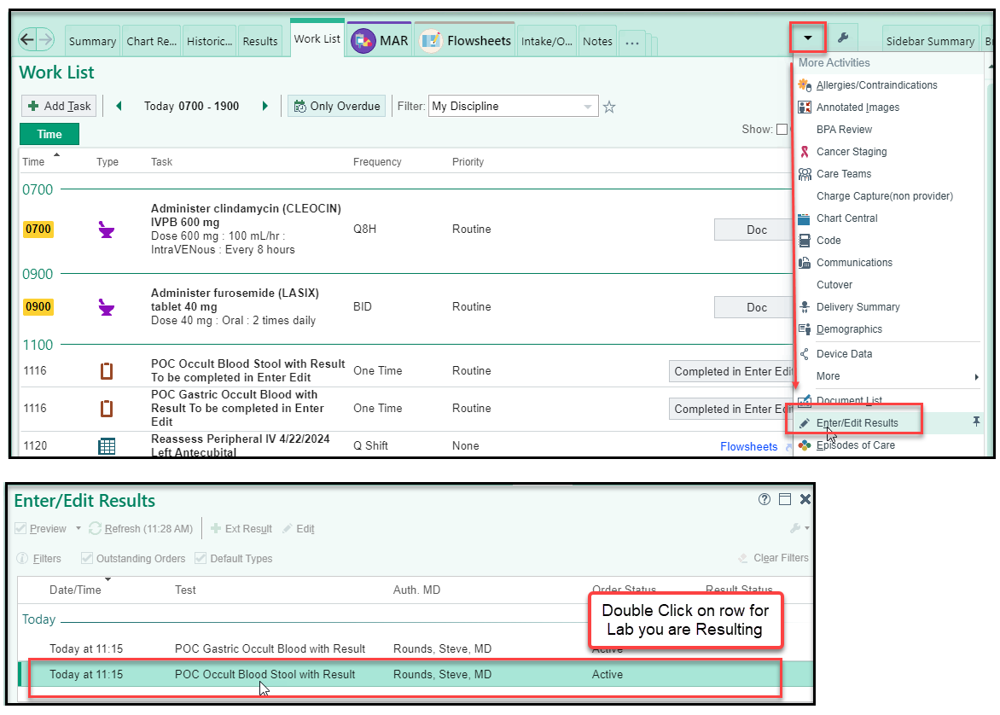 Summary
Chart Re...
Historic...
Results
Work List
MAR
Flowsheets
Intake/O...
Notes
...
Sidebar Summary
Work List
Add Task
Today 0700 - 1900
Only Overdue
Filter: My Discipline
Time
Show:
Time Type Task Frequency Priority
0700
0700
Administer clindamycin (CLEOCIN)
IVPB 600 mg
Dose 600 mg : 100 mL/hr :
IntraVENous : Every 8 hours
Q8H
Routine
Doc
0900
0900
Administer furosemide (LASIX)
tablet 40 mg
Dose 40 mg : Oral : 2 times daily
BID
Routine
Doc
1100
1116
POC Occult Blood Stool with Result
To be completed in Enter Edit
One Time
Routine
Completed in Enter Edit
1116
POC Gastric Occult Blood with
Result To be completed in Enter
Edit
One Time
Routine
Completed in Enter Edit
1120
Reassess Peripheral IV 4/22/2024
Left Antecubital
Q Shift
None
Flowsheets
More Activities
Allergies/Contraindications
Annotated Images
BPA Review
Cancer Staging
Care Teams
Charge Capture(non provider)
Chart Central
Code
Communications
Cutover
Delivery Summary
Demographics
Device Data
More
Document List
Enter/Edit Results
Episodes of Care
Enter/Edit Results
Preview
Refresh (11:28 AM)
Ext Result
Edit
Filters
Outstanding Orders
Default Types
Clear Filters
Date/Time Test Auth. MD Order Status Result Status
Double Click on row for
Lab you are Resulting
Today
Today at 11:15 POC Gastric Occult Blood with Result Rounds, Steve, MD Active
Today at 11:15 POC Occult Blood Stool with Result Rounds, Steve, MD Active